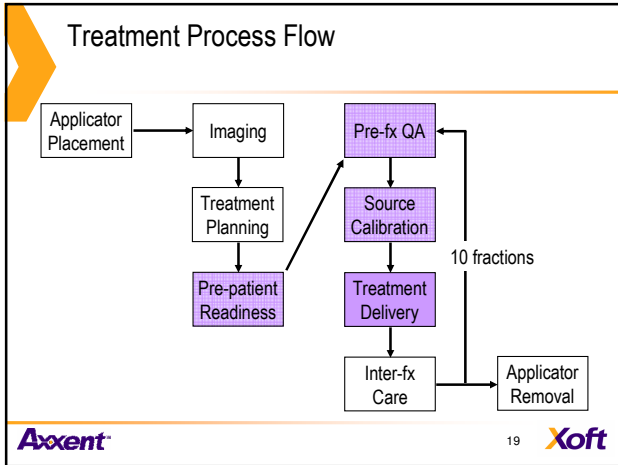 Treatment Process Flow
Applicator
Placement
Imaging
Treatment
Planning
Pre-patient
Readiness
Pre-fx QA
Source
Calibration
Treatment
Delivery
Inter-fx
Care
10 fractions
Applicator
Removal
Axxent™
19
Xoft